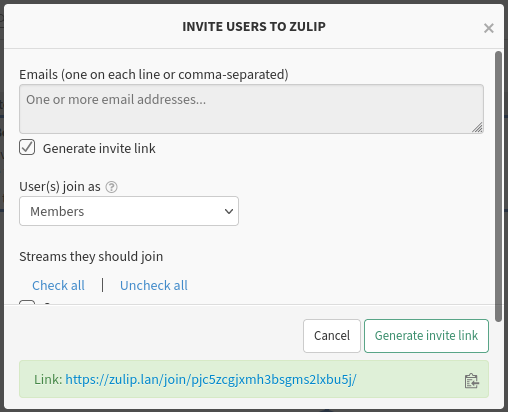 INVITE USERS TO ZULIP
×
Emails (one on each line or comma-separated)
One or more email addresses...
Generate invite link
User(s) join as ?
Members
Streams they should join
Check all | Uncheck all
Cancel
Generate invite link
Link: https://zulip.lan/join/pjc5zcgjxmh3bsgms2lxbu5j/